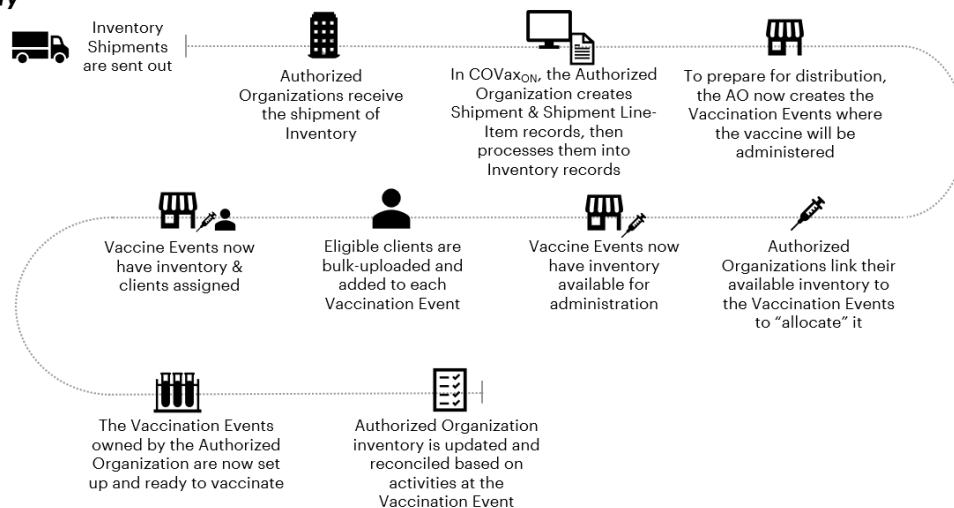 Inventory
Shipments
are sent out
Authorized
Organizations receive
the shipment of
Inventory
In COVaxON, the Authorized
Organization creates
Shipment & Shipment Line-
Item records, then
processes them into
Inventory records
To prepare for distribution,
the AO now creates the
Vaccination Events where
the vaccine will be
administered
Authorized
Organizations link their
available inventory to
the Vaccination Events
to “allocate” it
Vaccine Events now
have inventory
available for
administration
Eligible clients are
bulk-uploaded and
added to each
Vaccination Event
Vaccine Events now
have inventory &
clients assigned
The Vaccination Events
owned by the Authorized
Organization are now set
up and ready to vaccinate
Authorized Organization
inventory is updated and
reconciled based on
activities at the
Vaccination Event